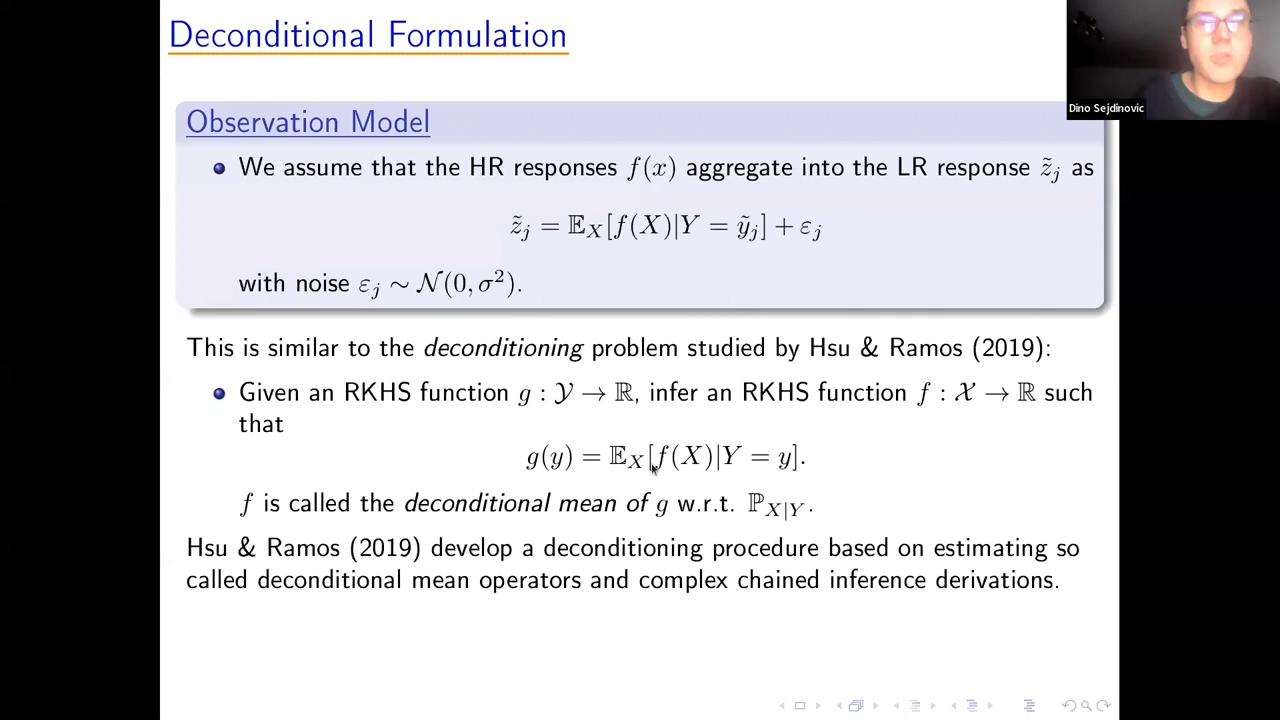 Deconditional Formulation
Dino Sejdinovic
Observation Model
We assume that the HR responses f(x) aggregate into the LR response z̃_j as
z̃_j = 𝔼_X[f(X)|Y = ỹ_j] + ε_j
with noise ε_j ∼ 𝒩(0, σ²).
This is similar to the deconditioning problem studied by Hsu & Ramos (2019):
Given an RKHS function g : 𝒴 → ℝ, infer an RKHS function f : 𝒳 → ℝ such
that
g(y) = 𝔼_X[f(X)|Y = y].
f is called the deconditional mean of g w.r.t. ℙ_{X|Y}.
Hsu & Ramos (2019) develop a deconditioning procedure based on estimating so
called deconditional mean operators and complex chained inference derivations.